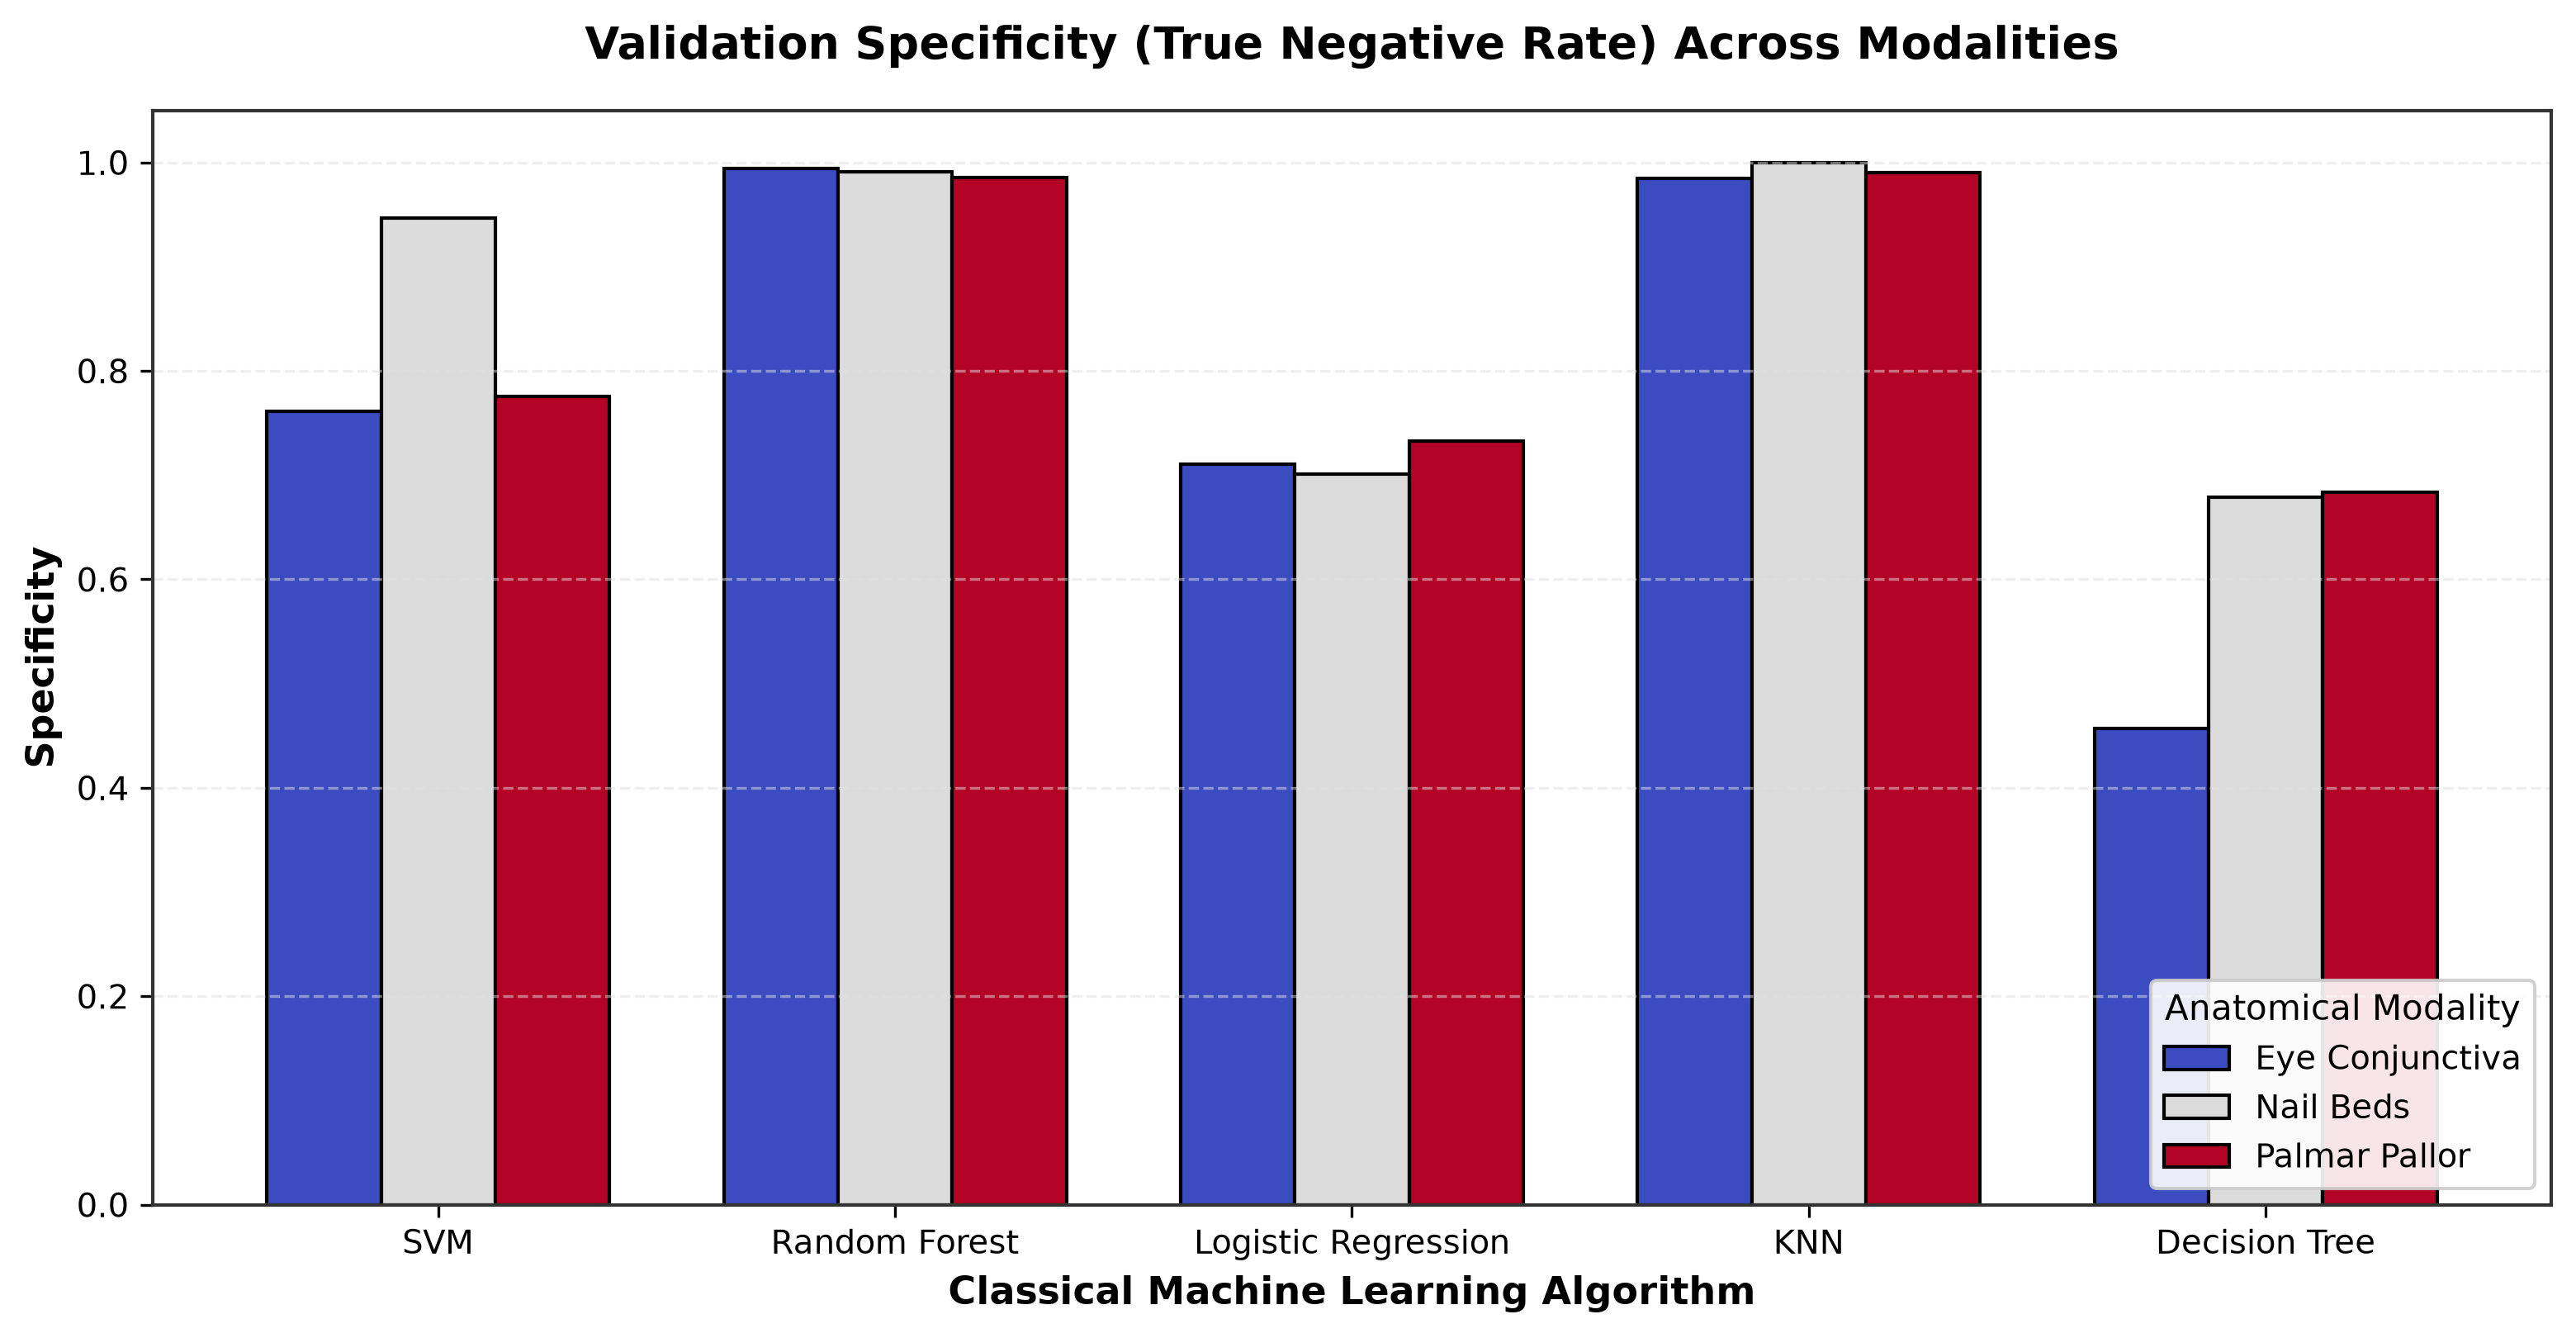 Validation Specificity (True Negative Rate) Across Modalities
1.0
0.8
0.6
0.4
0.2
0.0
Specificity
SVM
Random Forest
Logistic Regression
KNN
Decision Tree
Classical Machine Learning Algorithm
Anatomical Modality
Eye Conjunctiva
Nail Beds
Palmar Pallor